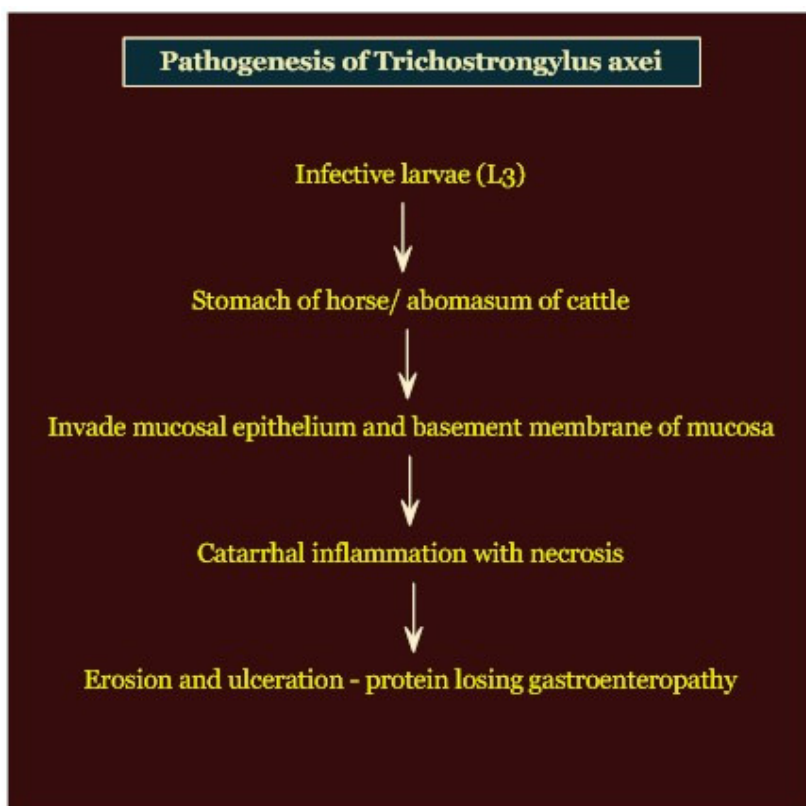 Pathogenesis of Trichostrongylus axei
Infective larvae (L3)
Stomach of horse/ abomasum of cattle
Invade mucosal epithelium and basement membrane of mucosa
Catarrhal inflammation with necrosis
Erosion and ulceration - protein losing gastroenteropathy